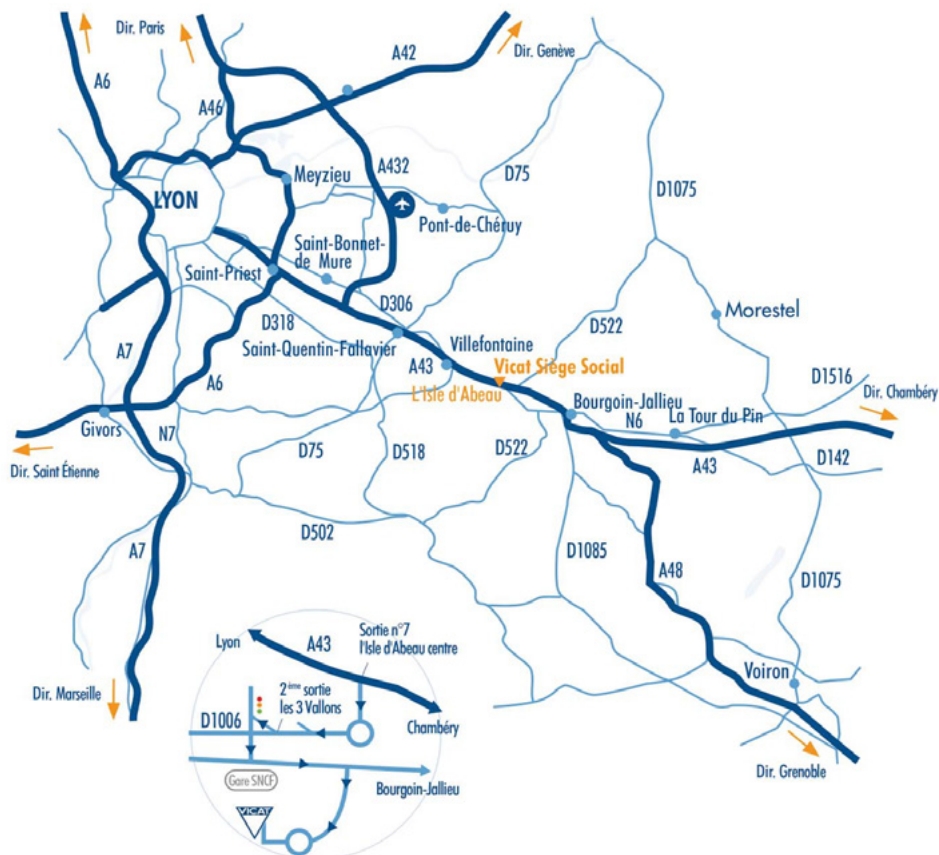 Dir. Paris
A6
A46
A42
Dir. Genève
A432
D75
D1075
Meyzieu
LYON
Pont-de-Chéruy
Saint-Bonnet-
de Mure
Saint-Priest
D306
Morestel
D318
D522
Saint-Quentin-Fallavier
A43
Villefontaine
Vicat Siège Social
L'Isle d'Abeau
D1516
Dir. Chambéry
A7
A6
Bourgoin-Jallieu
N6
La Tour du Pin
Givors
N7
D75
D518
D522
A43
D142
Dir. Saint Étienne
D502
A7
D1085
A48
D1075
Voiron
Dir. Marseille
Dir. Grenoble
Lyon
A43
Sortie n°7
l'Isle d'Abeau centre
2ème sortie
les 3 Vallons
D1006
Chambéry
Gare SNCF
Bourgoin-Jallieu
VICAT